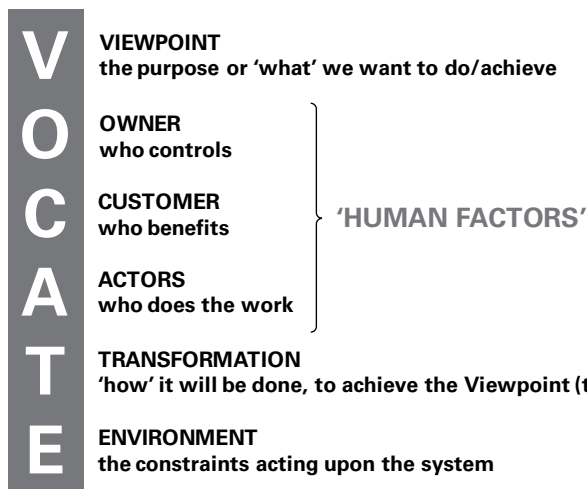 V
VIEWPOINT
the purpose or ‘what’ we want to do/achieve
O
OWNER
who controls
C
CUSTOMER
who benefits
‘HUMAN FACTORS’
A
ACTORS
who does the work
T
TRANSFORMATION
‘how’ it will be done, to achieve the Viewpoint
E
ENVIRONMENT
the constraints acting upon the system